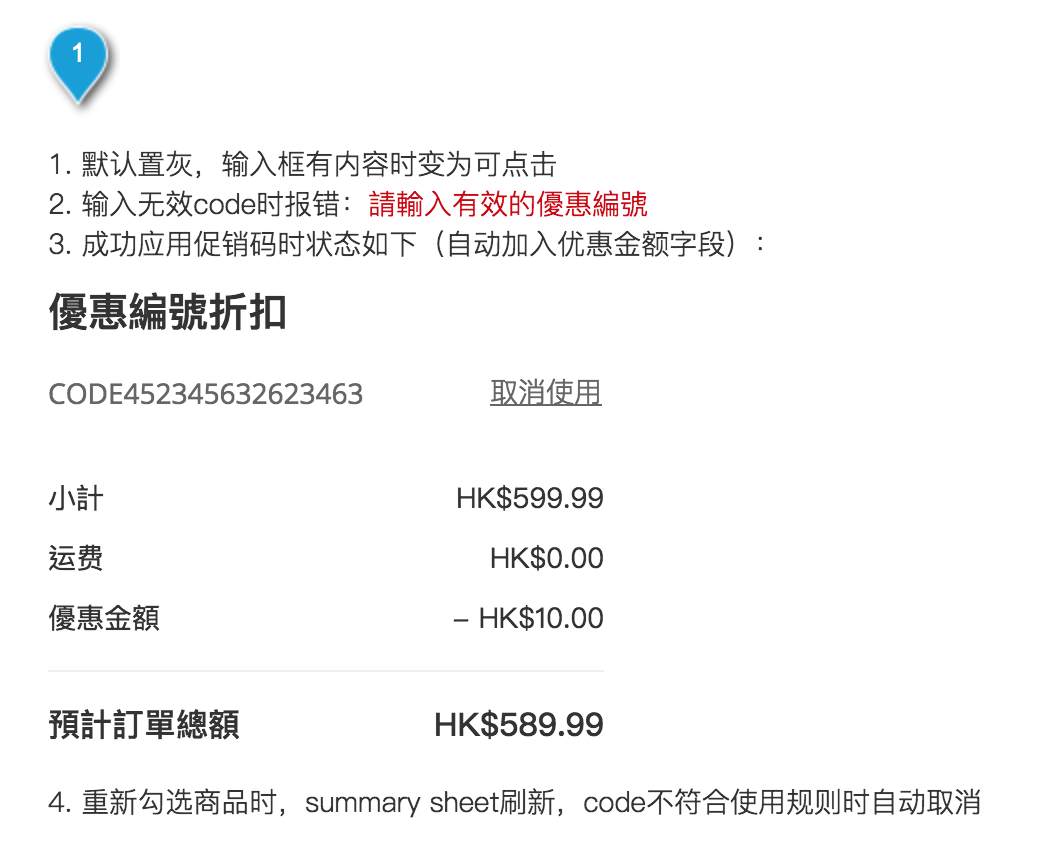 1
1. 默认置灰，输入框有内容时变为可点击
2. 输入无效code时报错：請輸入有效的優惠編號
3. 成功应用促销码时状态如下（自动加入优惠金额字段）：
優惠編號折扣
CODE452345632623463 取消使用
小計 HK$599.99
运费 HK$0.00
優惠金額 – HK$10.00
預計訂單總額 HK$589.99
4. 重新勾选商品时，summary sheet刷新，code不符合使用规则时自动取消